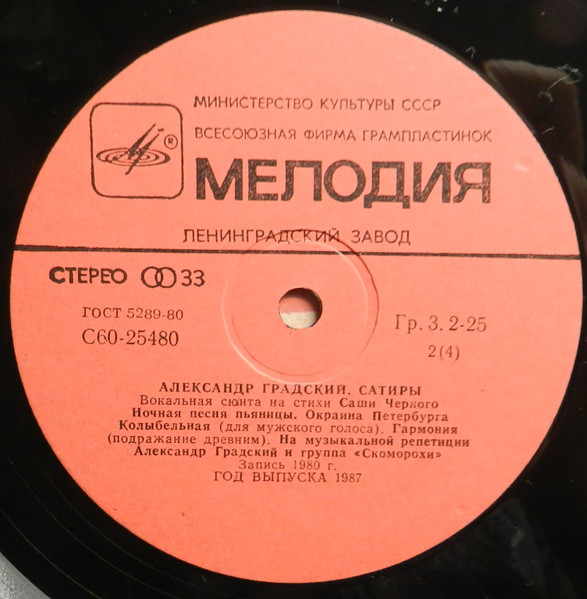 МИНИСТЕРСТВО КУЛЬТУРЫ СССР
ВСЕСОЮЗНАЯ ФИРМА ГРАМПЛАСТИНОК
®
МЕЛОДИЯ
ЛЕНИНГРАДСКИЙ ЗАВОД
СТЕРЕО 33
ГОСТ 5289-80
С60-25480
Гр. 3. 2-25
2(4)
АЛЕКСАНДР ГРАДСКИЙ. САТИРЫ
Вокальная сюита на стихи Саши Черного
Ночная песня пьяницы. Окраина Петербурга
Колыбельная (для мужского голоса). Гармония
(подражание древним). На музыкальной репетиции
Александр Градский и группа «Скоморохи»
Запись 1980 г.
ГОД ВЫПУСКА 1987